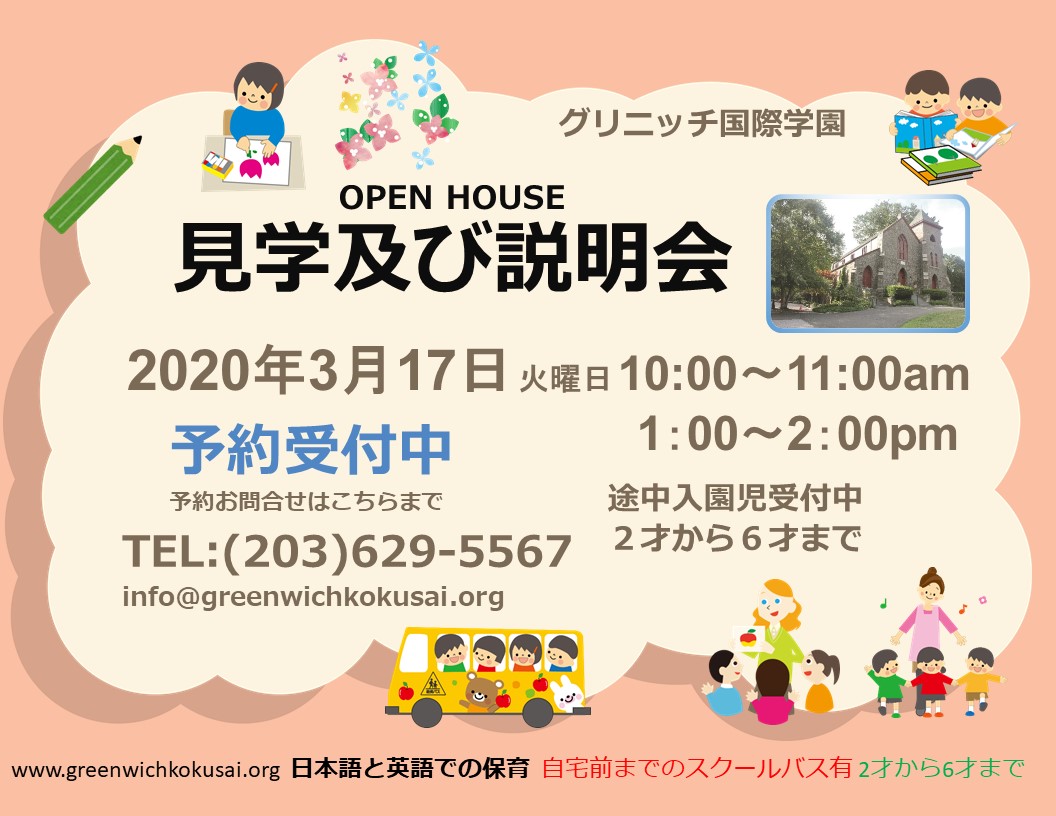 グリニッチ国際学園
OPEN HOUSE
見学及び説明会
2020年3月17日 火曜日 10:00～11:00am
1：00～2：00pm
予約受付中
予約お問合せはこちらまで
TEL:(203)629-5567
info@greenwichkokusai.org
途中入園児受付中
２才から６才まで
www.greenwichkokusai.org 日本語と英語での保育 自宅前までのスクールバス有 2才から6才まで